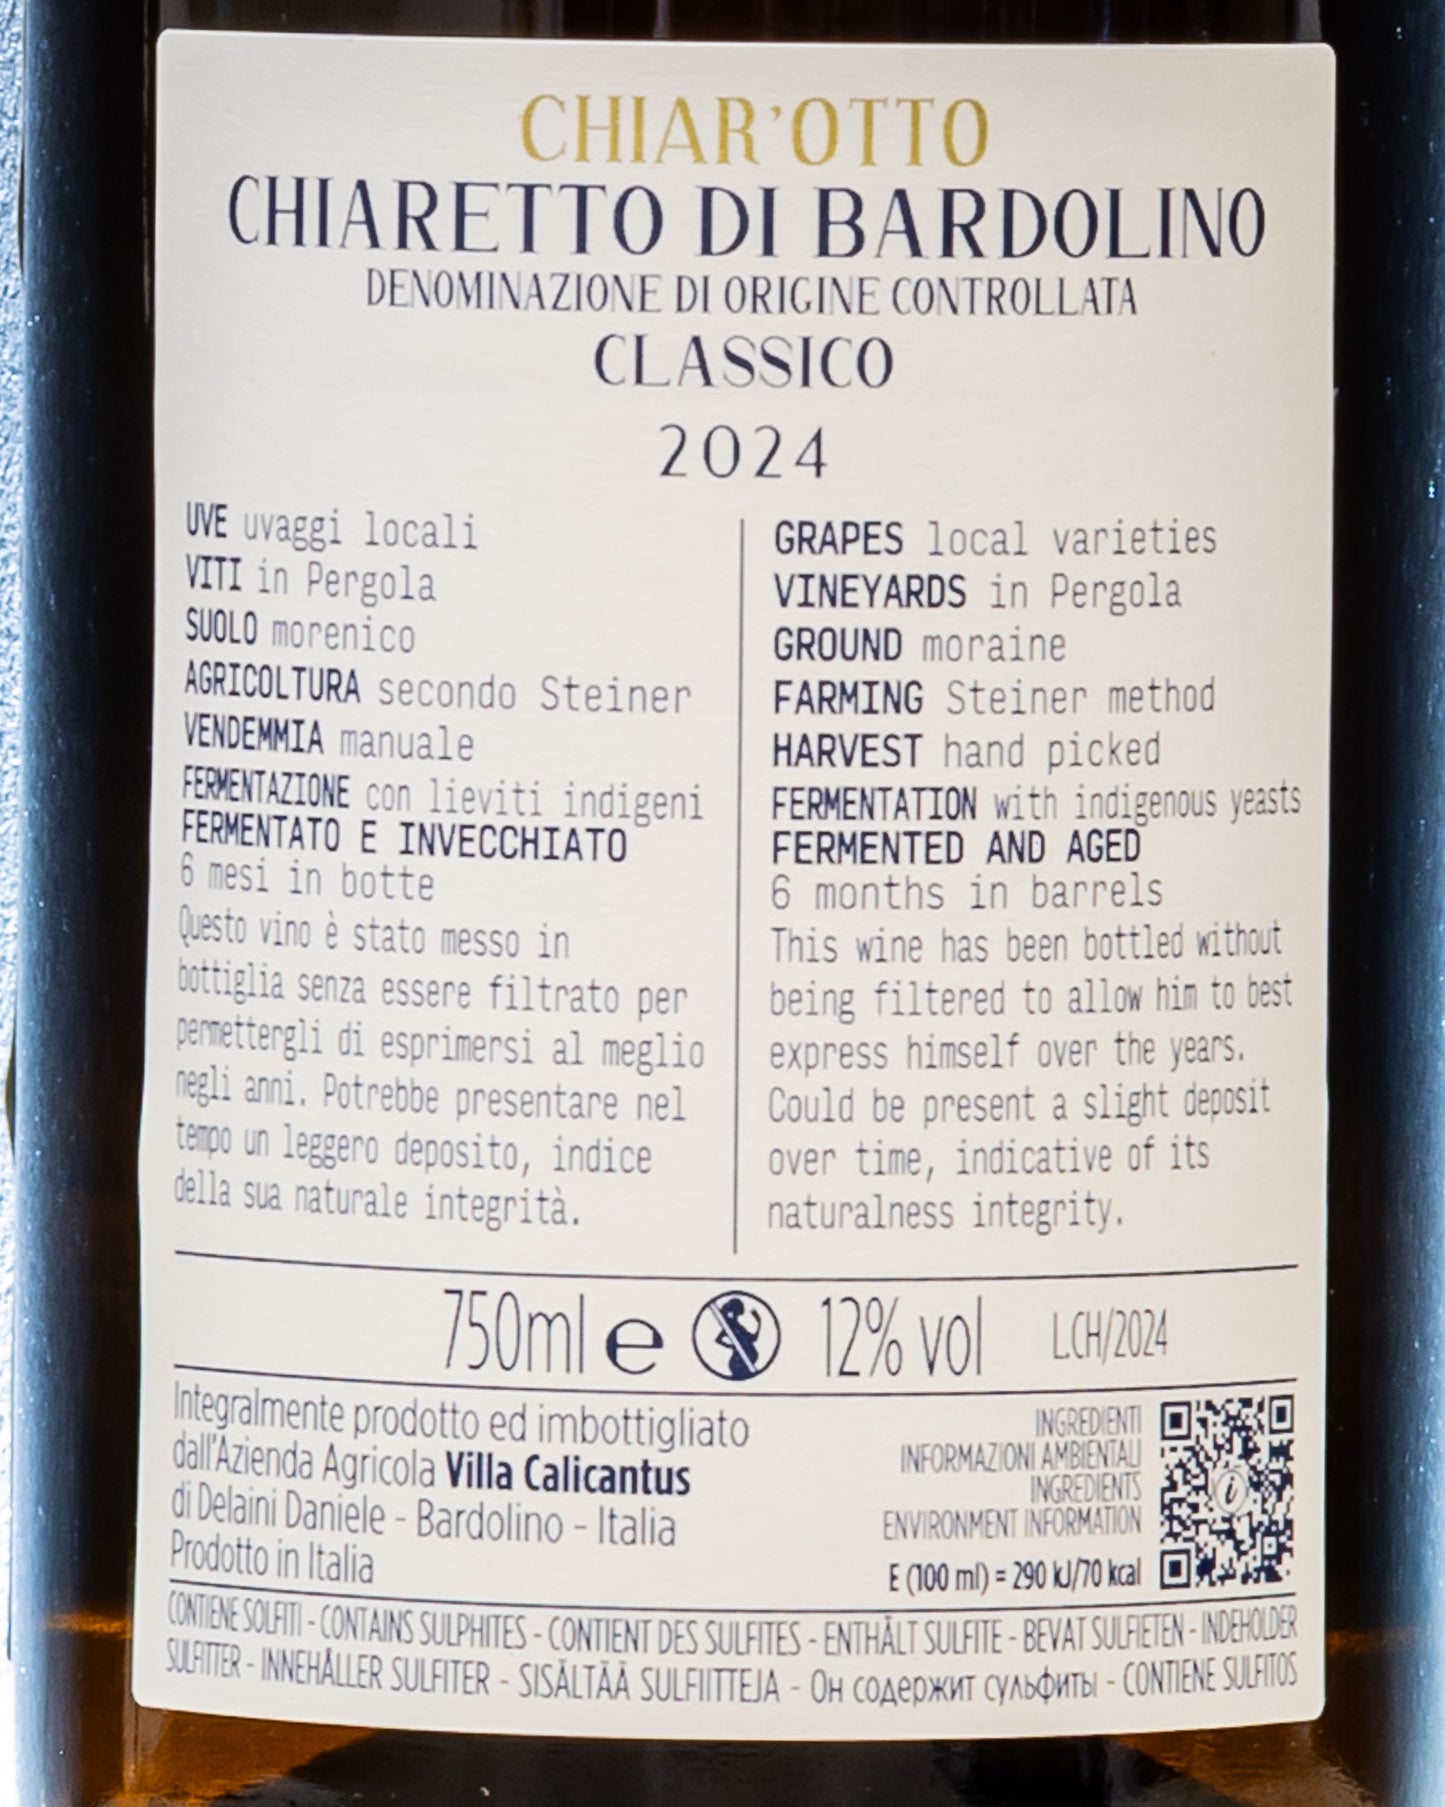 CHIAR'OTTO
CHIARETTO DI BARDOLINO
DENOMINAZIONE DI ORIGINE CONTROLLATA
CLASSICO
2024
UVE uvaggi locali
VITI in Pergola
SUOLO morenico
AGRICOLTURA secondo Steiner
VENDEMMIA manuale
FERMENTAZIONE con lieviti indigeni
FERMENTATO E INVECCHIATO
6 mesi in botte
Questo vino è stato messo in
bottiglia senza essere filtrato per
permettergli di esprimersi al meglio
negli anni. Potrebbe presentare nel
tempo un leggero deposito, indice
della sua naturale integrità.
GRAPES local varieties
VINEYARDS in Pergola
GROUND moraine
FARMING Steiner method
HARVEST hand picked
FERMENTATION with indigenous yeasts
FERMENTED AND AGED
6 months in barrels
This wine has been bottled without
being filtered to allow him to best
express himself over the years.
Could be present a slight deposit
over time, indicative of its
naturalness integrity.
750ml e 12% vol L.CH/2024
Integralmente prodotto ed imbottigliato
dall'Azienda Agricola Villa Calicantus
di Delaini Daniele - Bardolino - Italia
Prodotto in Italia
INGREDIENTI
INFORMAZIONI AMBIENTALI
INGREDIENTS
ENVIRONMENT INFORMATION
E (100 ml) = 290 kJ/70 kcal
i
CONTIENE SOLFITI - CONTAINS SULPHITES - CONTIENT DES SULFITES - ENTHÄLT SULFITE - BEVAT SULFIETEN - INDEHOLDER
SULFITTER - INNEHÅLLER SULFITER - SISÄLTÄÄ SULFIITTEJA - Он содержит сульфиты - CONTIENE SULFITOS